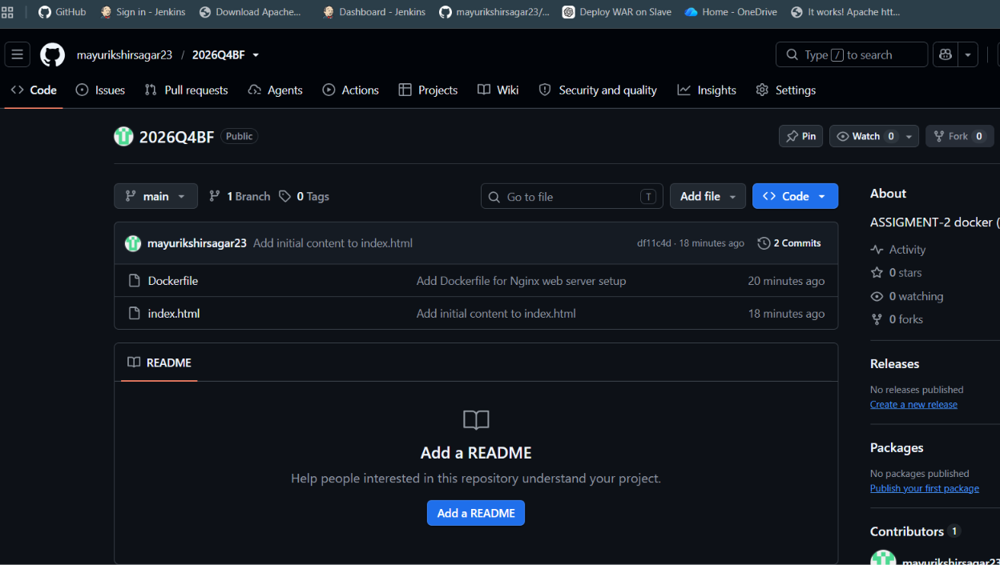 GitHub Sign in - Jenkins Download Apache... Dashboard - Jenkins mayurikshirsagar23/... Deploy WAR on Slave Home - OneDrive It works! Apache htt...
mayurikshirsagar23 / 2026Q4BF Type / to search
Code Issues Pull requests Agents Actions Projects Wiki Security and quality Insights Settings
2026Q4BF Public Pin Watch 0 Fork 0
main 1 Branch 0 Tags Go to file T Add file Code
About
ASSIGMENT-2 docker (
mayurikshirsagar23 Add initial content to index.html df11c4d · 18 minutes ago 2 Commits
Activity
Dockerfile Add Dockerfile for Nginx web server setup 20 minutes ago
0 stars
0 watching
index.html Add initial content to index.html 18 minutes ago
0 forks
README
Releases
No releases published
Create a new release
Add a README
Help people interested in this repository understand your project.
Add a README
Packages
No packages published
Publish your first package
Contributors 1
mayurikshirsagar23